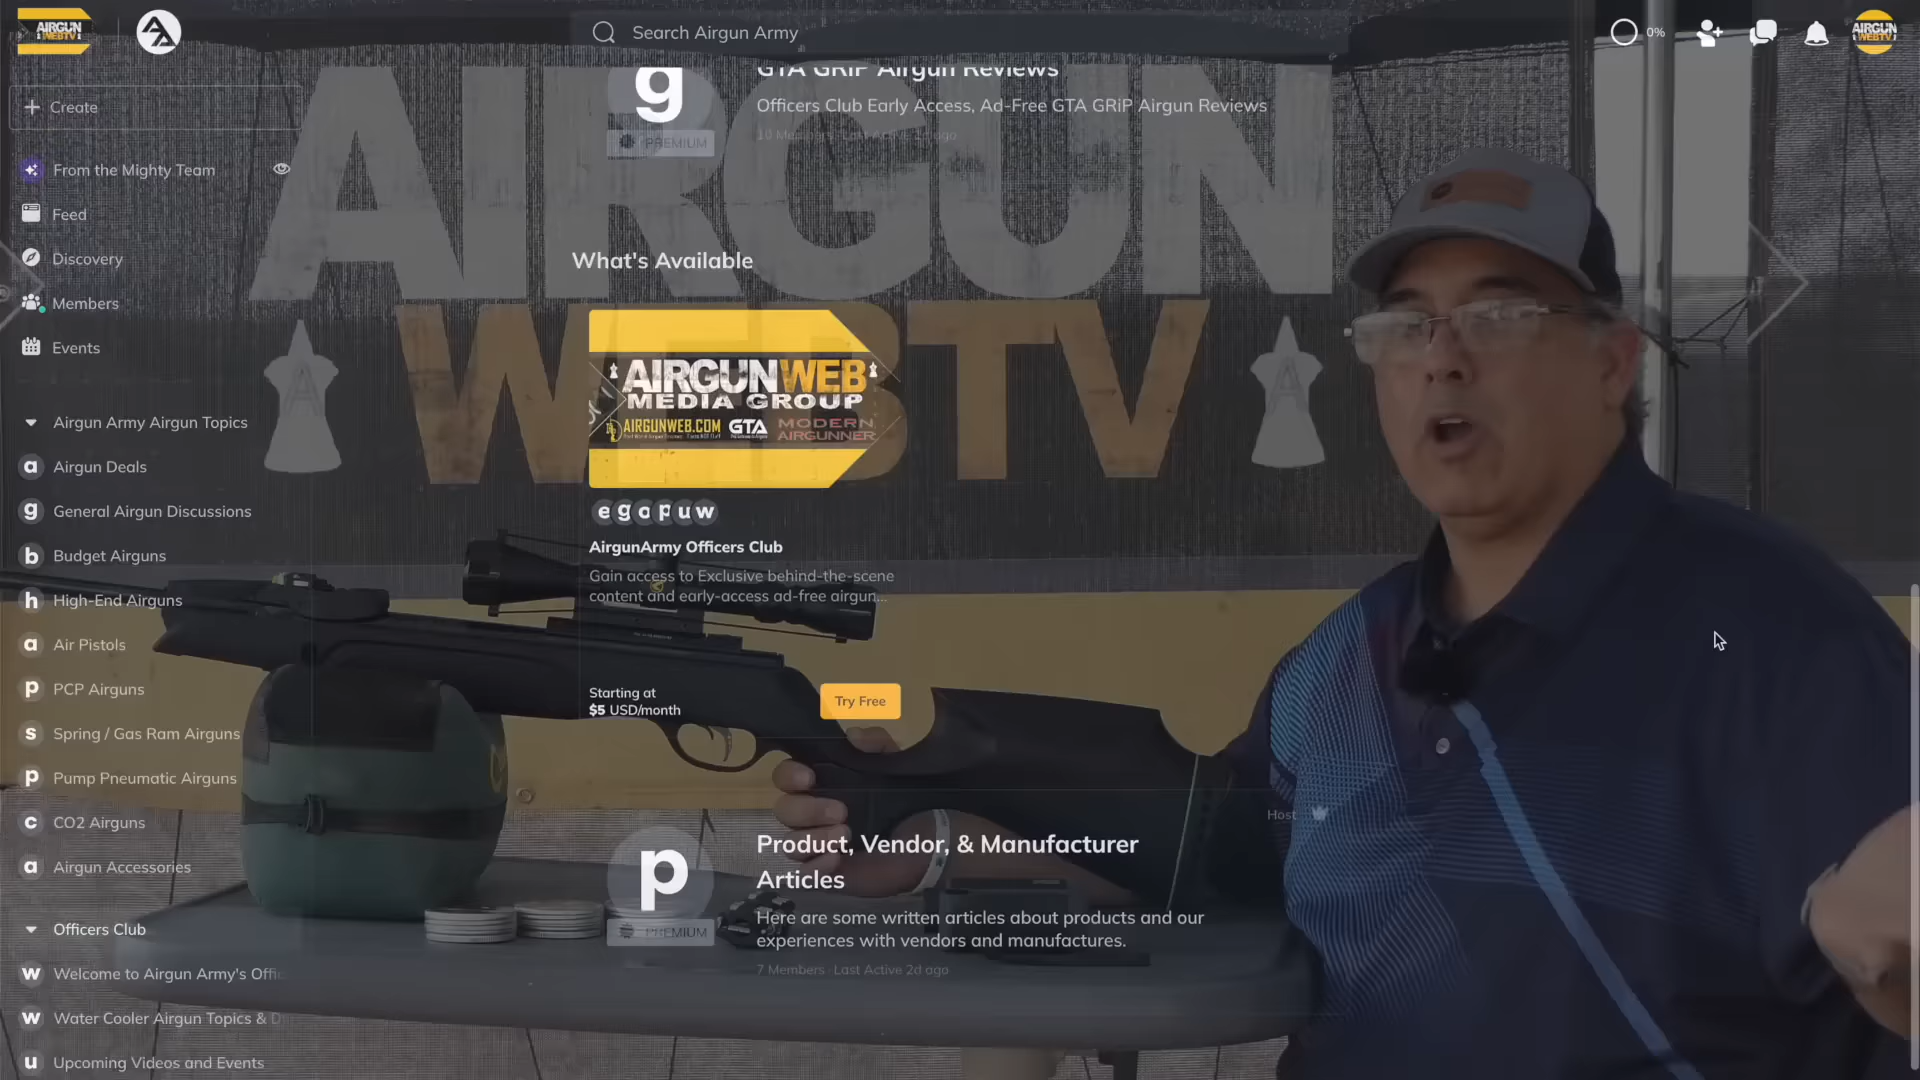 AIRGUN
WEBTV
Search Airgun Army
0%
AIRGUN
WEBTV
Create
From the Mighty Team
Feed
Discovery
Members
Events
Airgun Army Airgun Topics
a Airgun Deals
g General Airgun Discussions
b Budget Airguns
h High-End Airguns
a Air Pistols
p PCP Airguns
s Spring / Gas Ram Airguns
p Pump Pneumatic Airguns
c CO2 Airguns
a Airgun Accessories
Officers Club
w Welcome to Airgun Army's Offi
w Water Cooler Airgun Topics & D
u Upcoming Videos and Events
AIRGUN
WEBTV
g
PREMIUM
GTA GRiP Airgun Reviews
Officers Club Early Access, Ad-Free GTA GRiP Airgun Reviews
What's Available
AIRGUNWEB
MEDIA GROUP
AIRGUNWEB.COM GTA MODERN
AIRGUNNER
e g a p u w
AirgunArmy Officers Club
Gain access to Exclusive behind-the-scene
content and early-access ad-free airgun...
Starting at
$5 USD/month
Try Free
Host
p
PREMIUM
Product, Vendor, & Manufacturer
Articles
Here are some written articles about products and our
experiences with vendors and manufactures.
7 Members · Last Active 2d ago